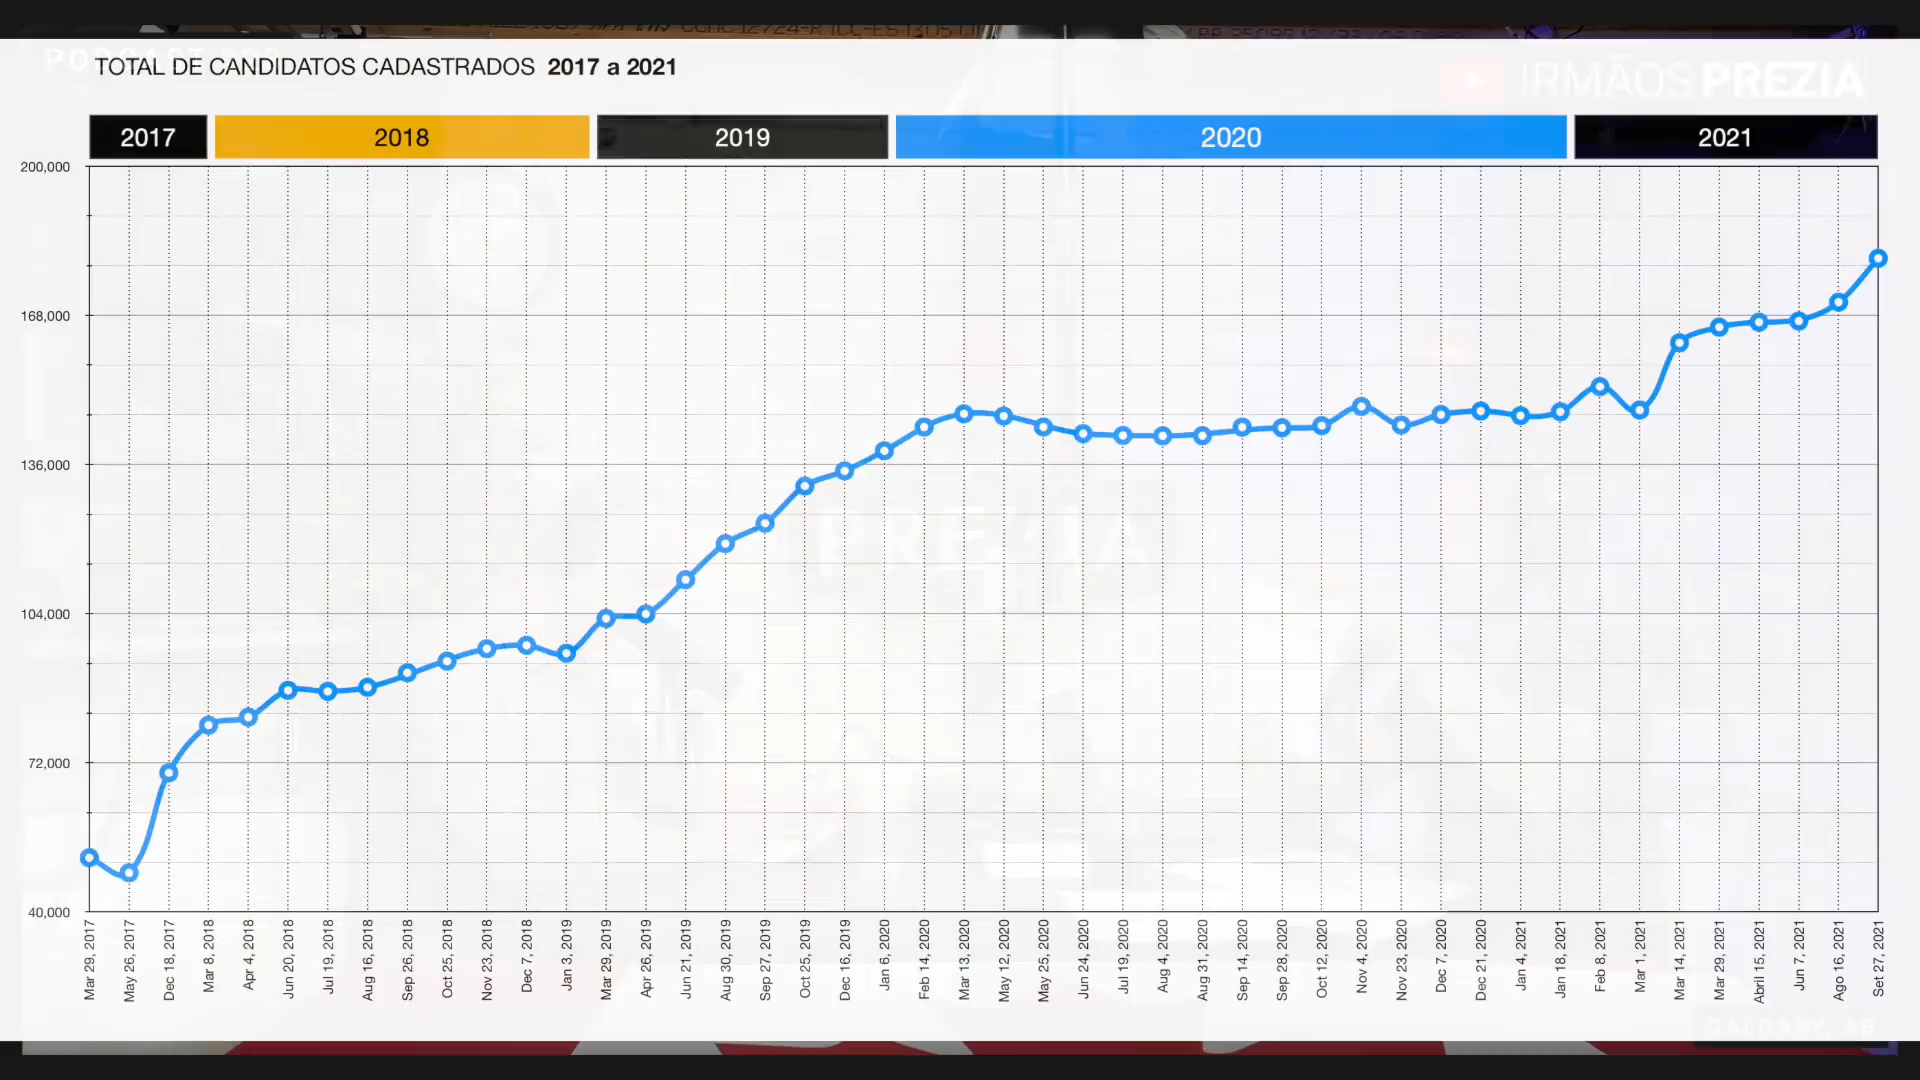 TOTAL DE CANDIDATOS CADASTRADOS 2017 a 2021
IRMÃOS PREZIA
2017 2018 2019 2020 2021
200,000
168,000
136,000
104,000
72,000
40,000
PREZIA
Mar 29, 2017
May 26, 2017
Dec 18, 2017
Mar 8, 2018
Apr 4, 2018
Jun 20, 2018
Jul 19, 2018
Aug 16, 2018
Sep 26, 2018
Oct 25, 2018
Nov 23, 2018
Dec 7, 2018
Jan 3, 2019
Mar 29, 2019
Apr 26, 2019
Jun 21, 2019
Aug 30, 2019
Sep 27, 2019
Oct 25, 2019
Dec 16, 2019
Jan 6, 2020
Feb 14, 2020
Mar 13, 2020
May 12, 2020
May 25, 2020
Jun 24, 2020
Jul 19, 2020
Aug 4, 2020
Aug 31, 2020
Sep 14, 2020
Sep 28, 2020
Oct 12, 2020
Nov 4, 2020
Nov 23, 2020
Dec 7, 2020
Dec 21, 2020
Jan 4, 2021
Jan 18, 2021
Feb 8, 2021
Mar 1, 2021
Mar 14, 2021
Mar 29, 2021
Abril 15, 2021
Jun 7, 2021
Ago 16, 2021
Set 27, 2021
CALGARY, AB